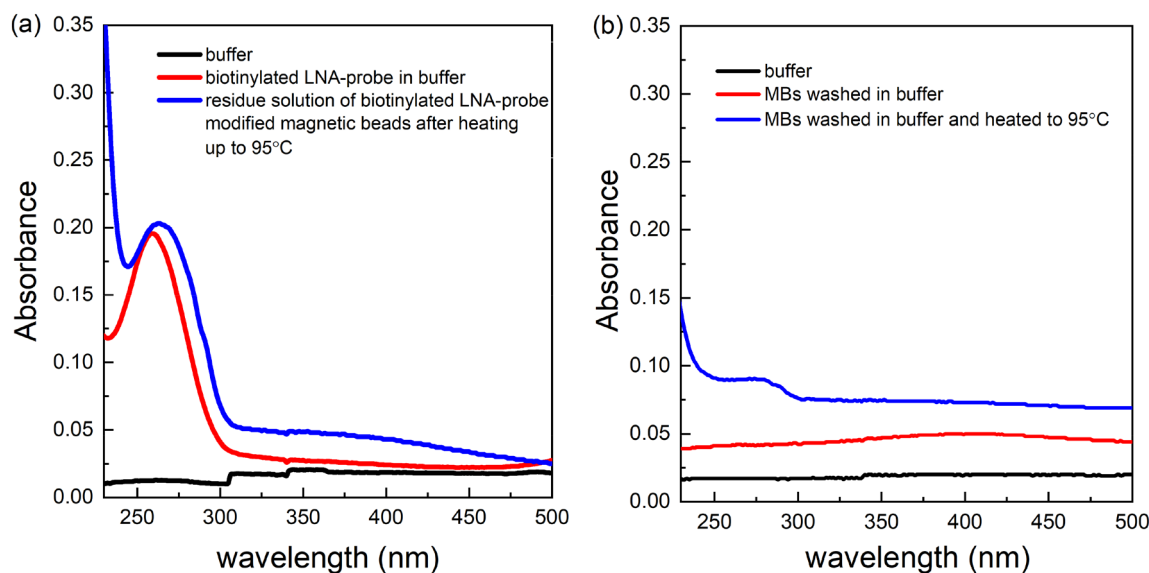 (a)
0.35
0.30
0.25
0.20
0.15
0.10
0.05
0.00
Absorbance
buffer
biotinylated LNA-probe in buffer
residue solution of biotinylated LNA-probe
modified magnetic beads after heating
up to 95°C
250
300
350
400
450
500
wavelength (nm)
(b)
0.35
0.30
0.25
0.20
0.15
0.10
0.05
0.00
Absorbance
buffer
MBs washed in buffer
MBs washed in buffer and heated to 95°C
250
300
350
400
450
500
wavelength (nm)